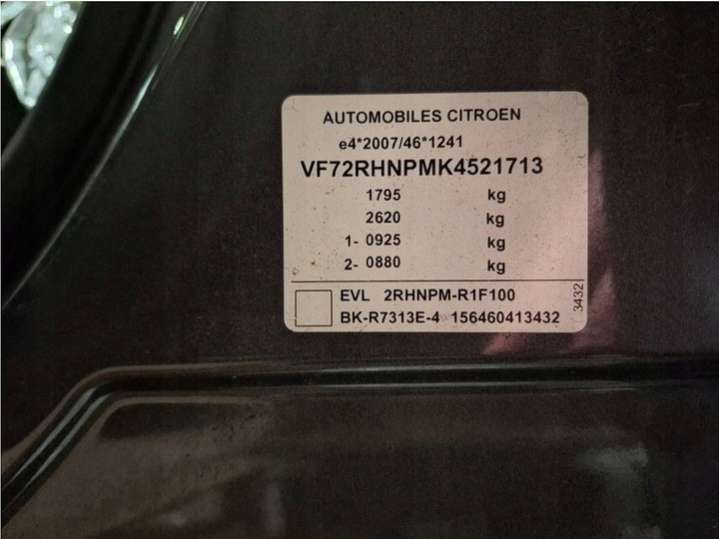 AUTOMOBILES CITROEN
e4*2007/46*1241
VF72RHNPMK4521713
1795 kg
2620 kg
1- 0925 kg
2- 0880 kg
EVL 2RHNPM-R1F100
BK-R7313E-4 156460413432
3432